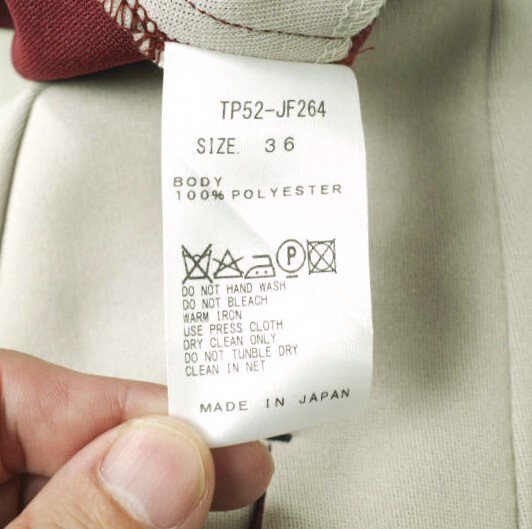 TP52-JF264
SIZE. 36
BODY
100% POLYESTER
P
DO NOT HAND WASH
DO NOT BLEACH
WARM IRON
USE PRESS CLOTH
DRY CLEAN ONLY
DO NOT TUNBLE DRY
CLEAN IN NET
MADE IN JAPAN